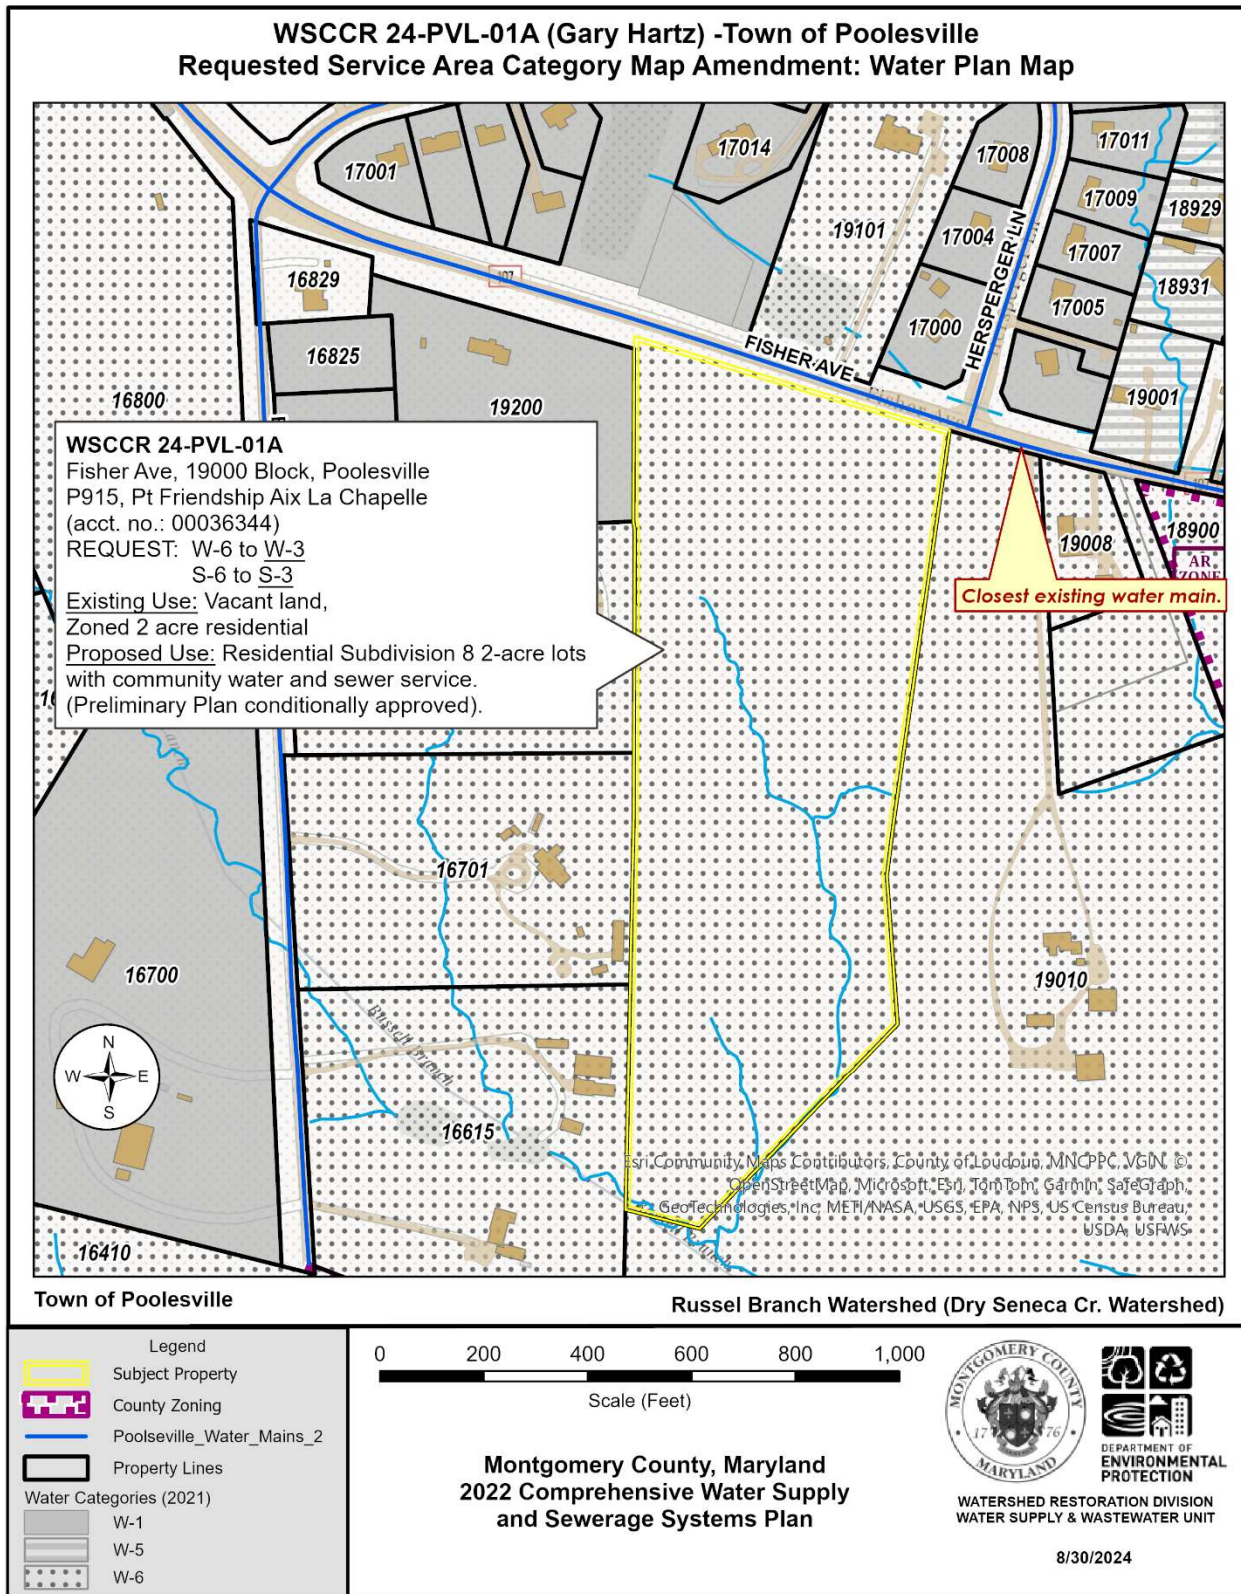 WSCCR 24-PVL-01A (Gary Hartz) -Town of Poolesville
Requested Service Area Category Map Amendment: Water Plan Map
17001
17014
17008
17011
17009
18929
19101
17004
17007
18931
16829
107
17005
17000
HERSPERGER LN
Hersperger Ln
16825
FISHER AVE
Fisher Ave
16800
19200
19001
107
WSCCR 24-PVL-01A
Fisher Ave, 19000 Block, Poolesville
P915, Pt Friendship Aix La Chapelle
(acct. no.: 00036344)
REQUEST: W-6 to W-3
S-6 to S-3
Existing Use: Vacant land,
Zoned 2 acre residential
Proposed Use: Residential Subdivision 8 2-acre lots
with community water and sewer service.
(Preliminary Plan conditionally approved).
19008
18900
AR
ZONE
Closest existing water main.
16701
16700
19010
N
W E
S
Russell Branch
16615
Esri Community Maps Contributors, County of Loudoun, MNCPPC, VGIN, ©
OpenStreetMap, Microsoft, Esri, TomTom, Garmin, SafeGraph,
GeoTechnologies, Inc, METI/NASA, USGS, EPA, NPS, US Census Bureau,
USDA, USFWS
Branch
16410
Town of Poolesville
Russel Branch Watershed (Dry Seneca Cr. Watershed)
Legend
Subject Property
County Zoning
Poolseville_Water_Mains_2
Property Lines
Water Categories (2021)
W-1
W-5
W-6
0 200 400 600 800 1,000
Scale (Feet)
Montgomery County, Maryland
2022 Comprehensive Water Supply
and Sewerage Systems Plan
MONTGOMERY COUNTY
17 76
MARYLAND
DEPARTMENT OF
ENVIRONMENTAL
PROTECTION
WATERSHED RESTORATION DIVISION
WATER SUPPLY & WASTEWATER UNIT
8/30/2024